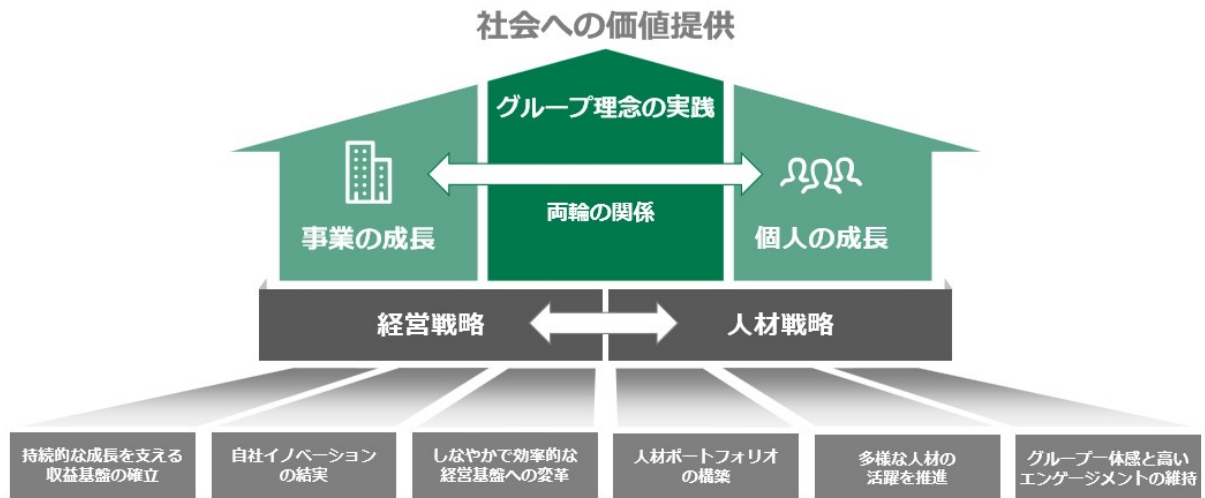 社会への価値提供
グループ理念の実践
両輪の関係
事業の成長
個人の成長
経営戦略
人材戦略
持続的な成長を支える
収益基盤の確立
自社イノベーション
の結実
しなやかで効率的な
経営基盤への変革
人材ポートフォリオ
の構築
多様な人材の
活躍を推進
グループ一体感と高い
エンゲージメントの維持